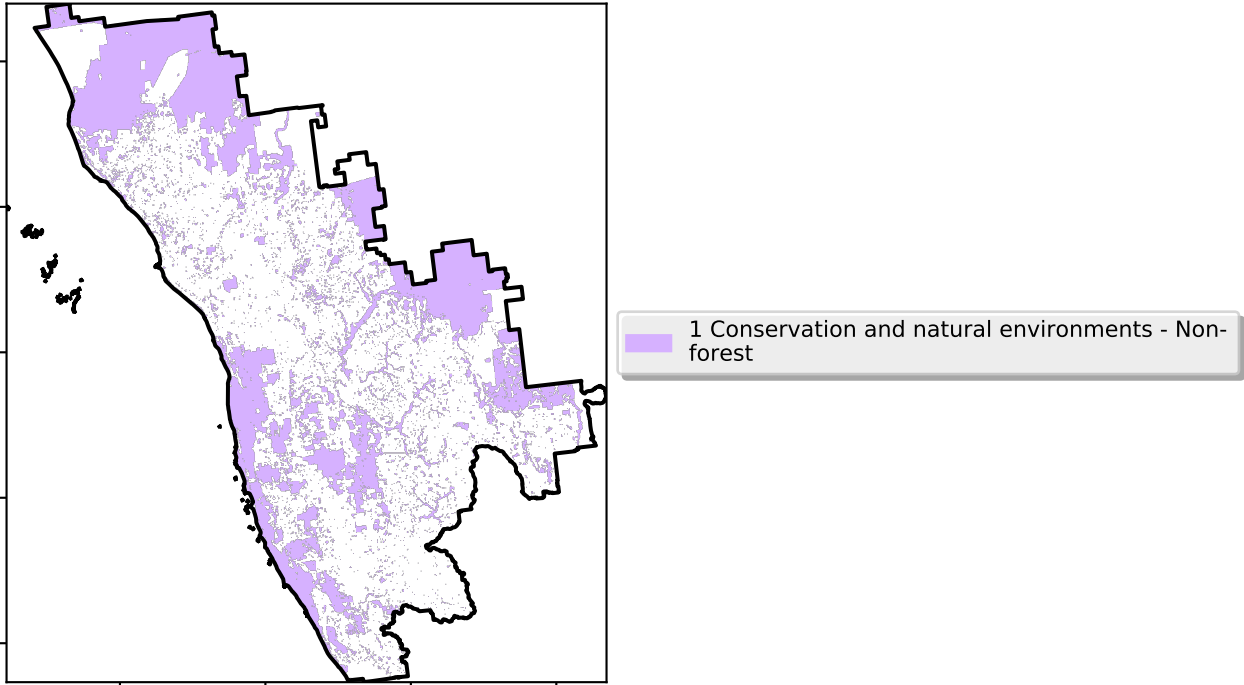 1 Conservation and natural environments - Non-
forest